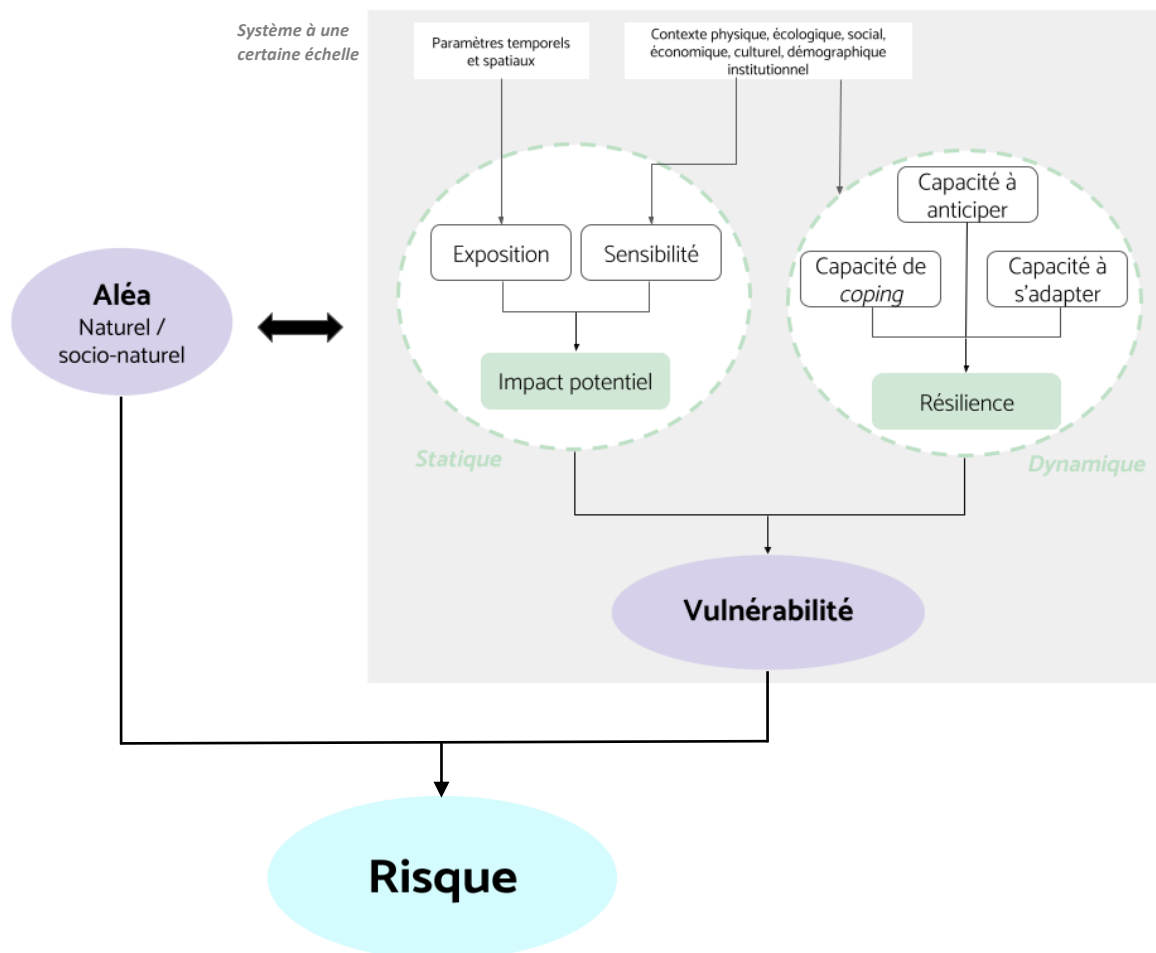 Système à une
certaine échelle
Paramètres temporels
et spatiaux
Contexte physique, écologique, social,
économique, culturel, démographique
institutionnel
Capacité à
anticiper
Exposition
Sensibilité
Capacité de
coping
Capacité à
s'adapter
Aléa
Naturel /
socio-naturel
Impact potentiel
Résilience
Statique
Dynamique
Vulnérabilité
Risque